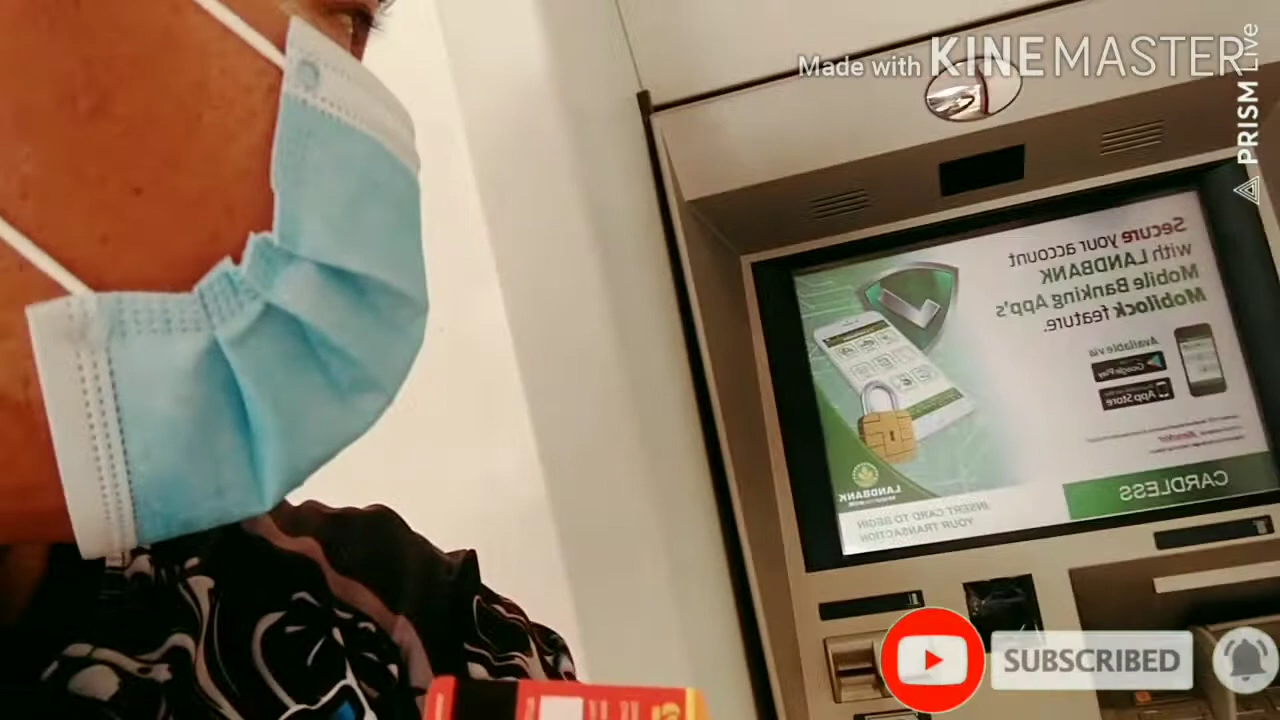 Made with KINEMASTER
PRISM Live
Secure your account
with LANDBANK
Mobile Banking App's
Mobilock feature.
Available via
Google Play
App Store
CARDLESS
LANDBANK
INSERT CARD TO BEGIN
YOUR TRANSACTION
SUBSCRIBED